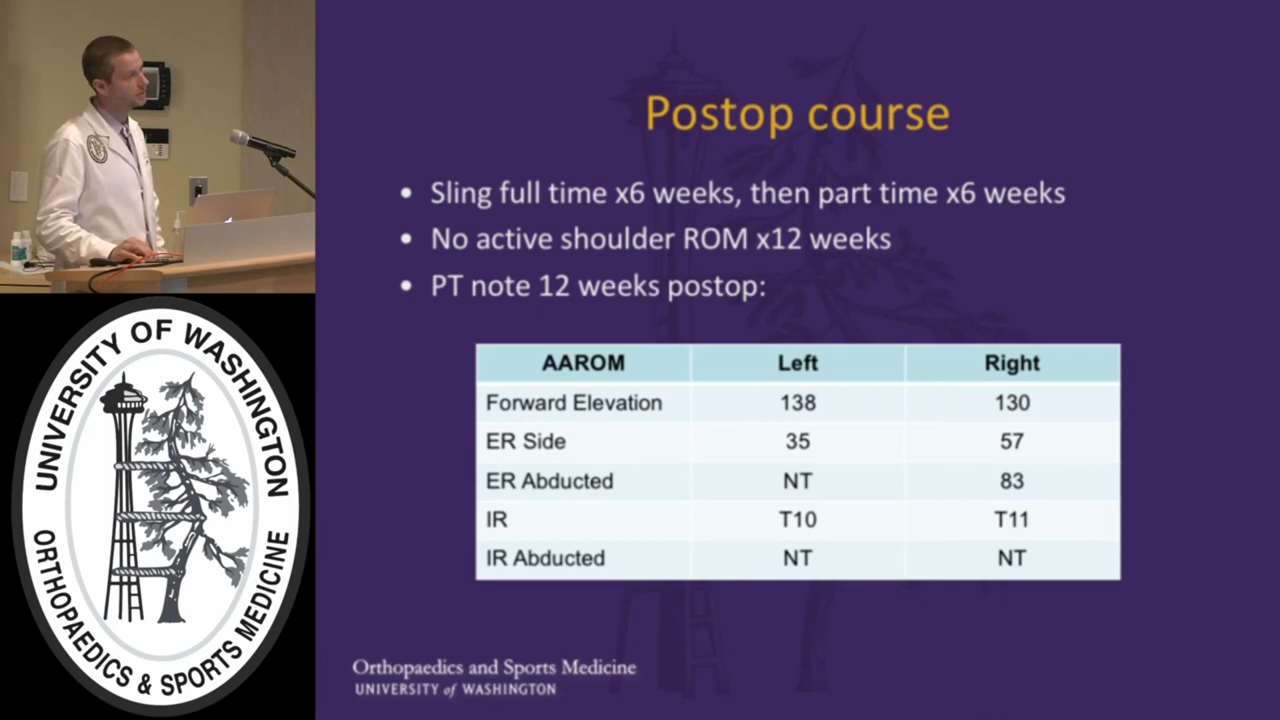 Postop course
• Sling full time x6 weeks, then part time x6 weeks
• No active shoulder ROM x12 weeks
• PT note 12 weeks postop:
AAROM Left Right
Forward Elevation 138 130
ER Side 35 57
ER Abducted NT 83
IR T10 T11
IR Abducted NT NT
Orthopaedics and Sports Medicine
UNIVERSITY of WASHINGTON
UNIVERSITY OF WASHINGTON
ORTHOPAEDICS & SPORTS MEDICINE